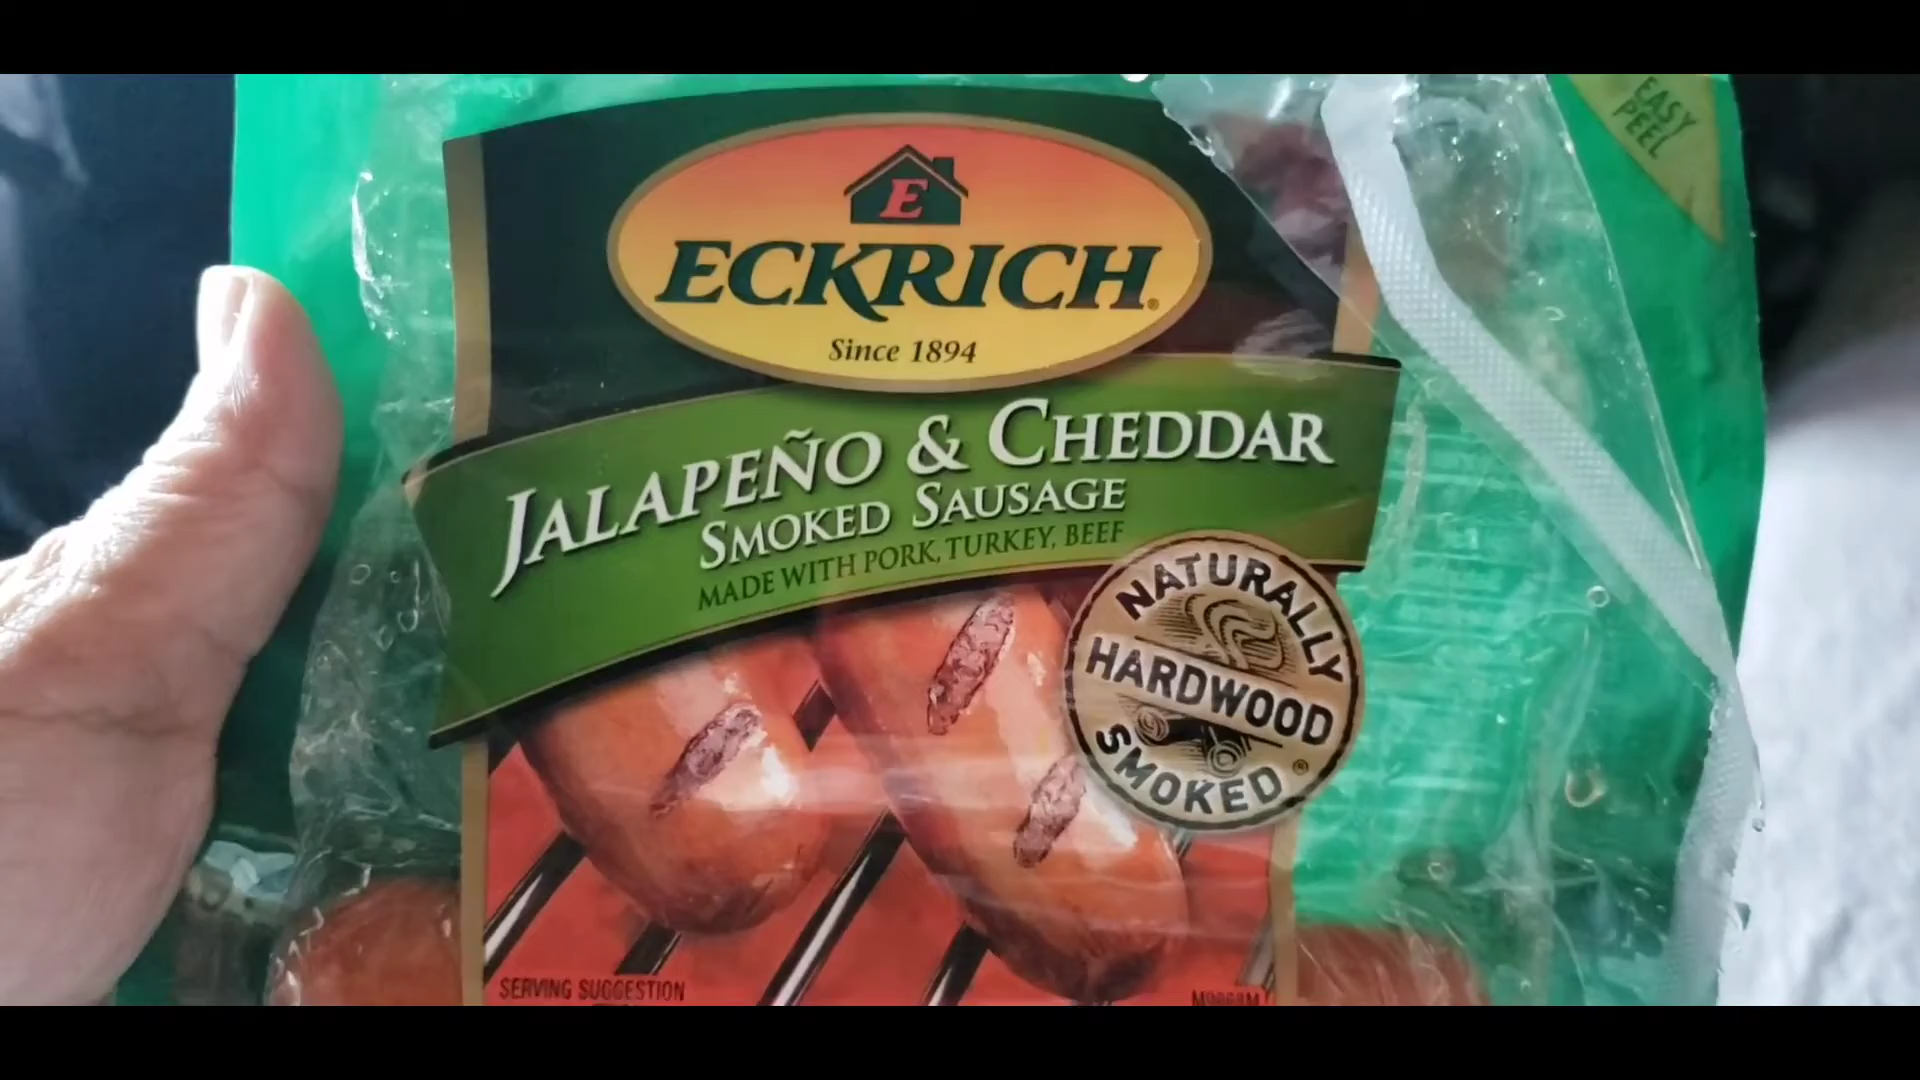 EASY
PEEL
E
ECKRICH®
Since 1894
JALAPEÑO & CHEDDAR
SMOKED SAUSAGE
MADE WITH PORK, TURKEY, BEEF
NATURALLY
HARDWOOD
SMOKED®
SERVING SUGGESTION